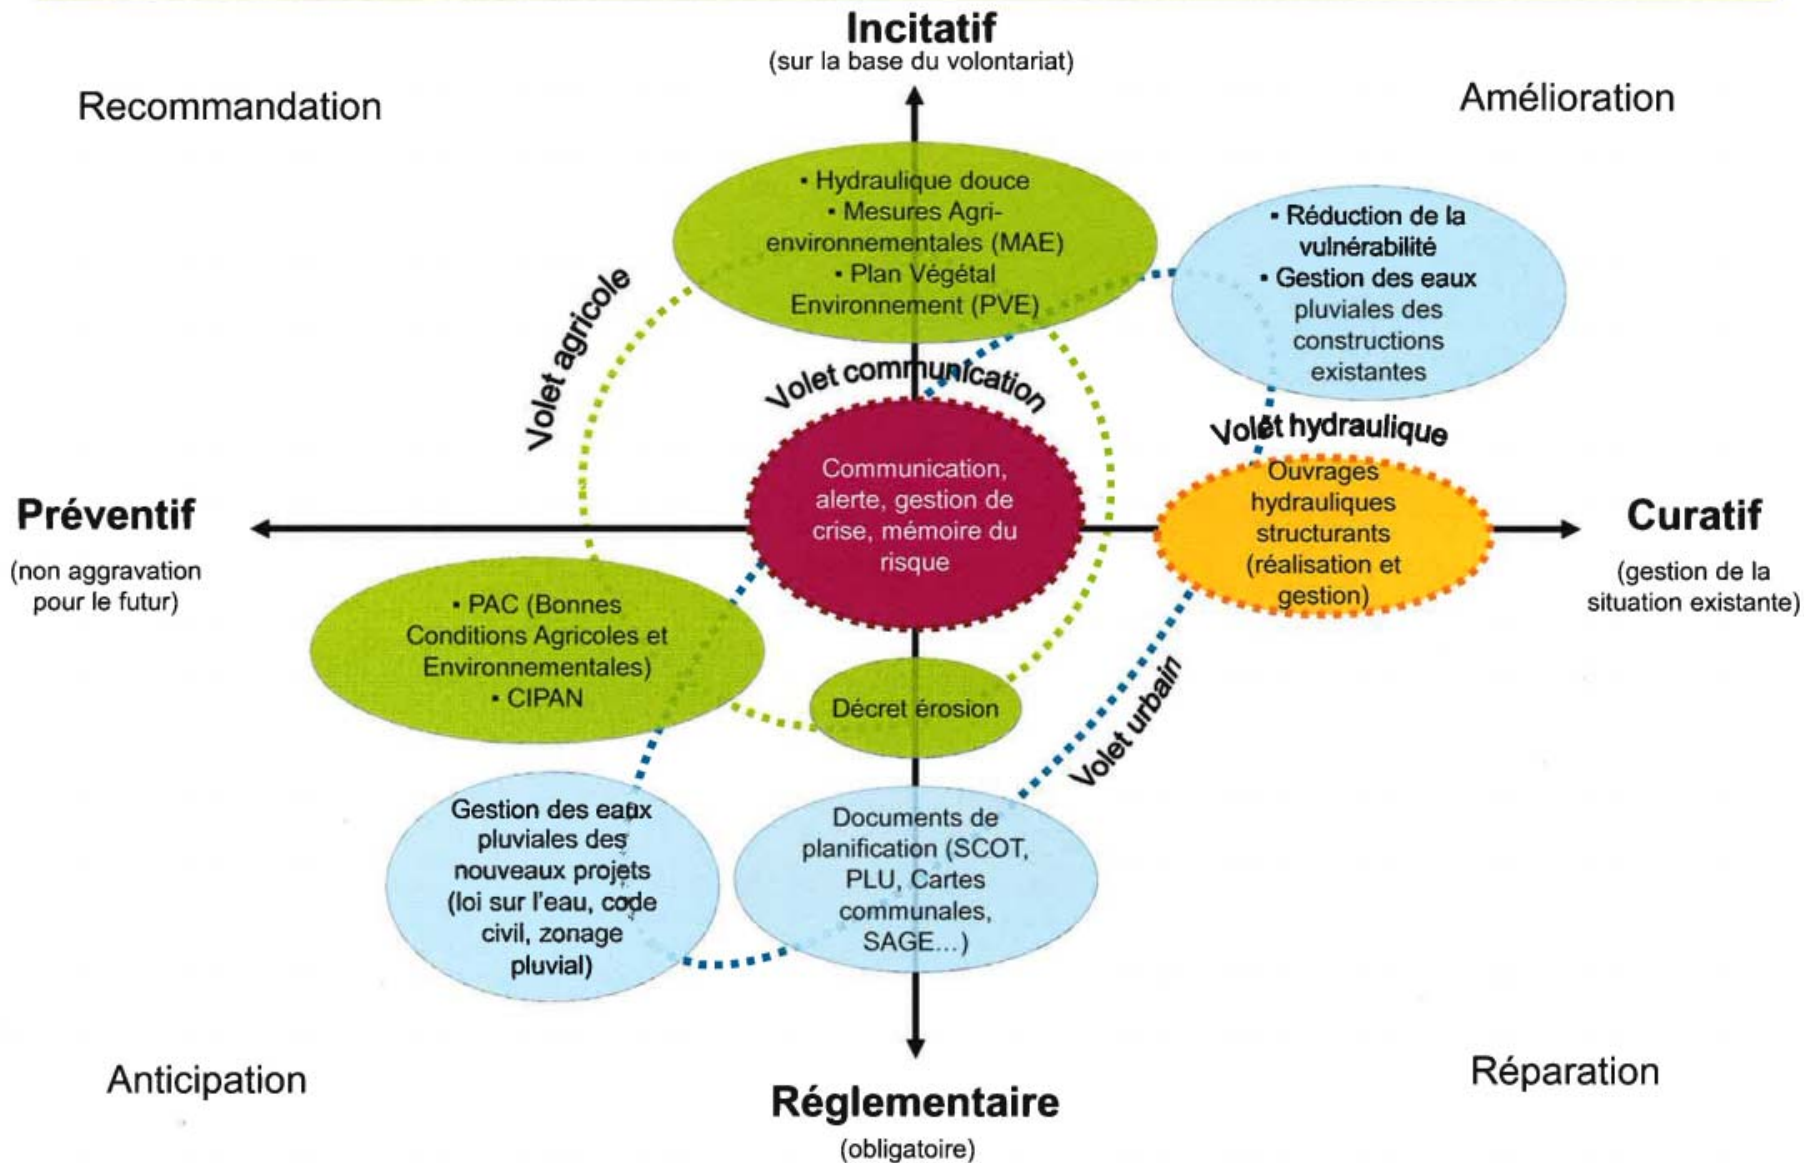 Incitatif
(sur la base du volontariat)
Recommandation
Amélioration
▪ Hydraulique douce
▪ Mesures Agri-
environnementales (MAE)
▪ Plan Végétal
Environnement (PVE)
▪ Réduction de la
vulnérabilité
▪ Gestion des eaux
pluviales des
constructions
existantes
Volet agricole
Volet communication
Volet hydraulique
Communication,
alerte, gestion de
crise, mémoire du
risque
Ouvrages
hydrauliques
structurants
(réalisation et
gestion)
Préventif
(non aggravation
pour le futur)
Curatif
(gestion de la
situation existante)
▪ PAC (Bonnes
Conditions Agricoles et
Environnementales)
▪ CIPAN
Décret érosion
Volet urbain
Gestion des eaux
pluviales des
nouveaux projets
(loi sur l'eau, code
civil, zonage
pluvial)
Documents de
planification (SCOT,
PLU, Cartes
communales,
SAGE...)
Anticipation
Réparation
Réglementaire
(obligatoire)